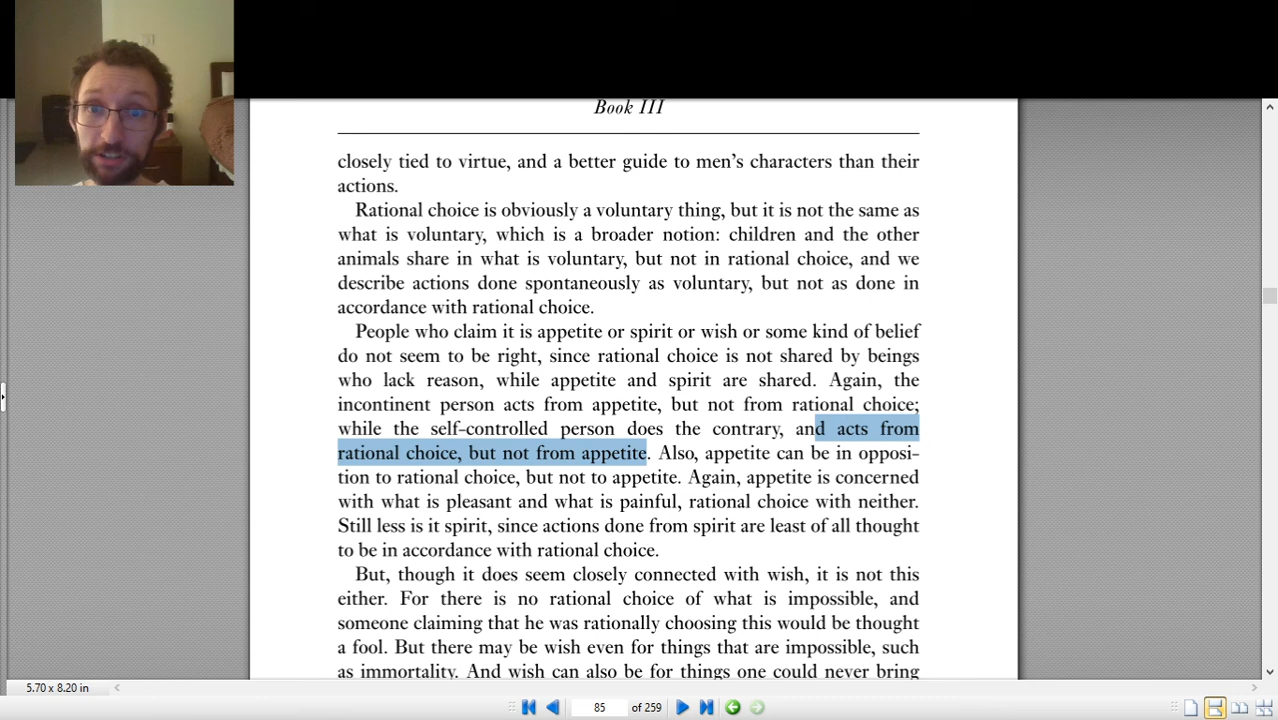 Book III
closely tied to virtue, and a better guide to men's characters than their
actions.
Rational choice is obviously a voluntary thing, but it is not the same as
what is voluntary, which is a broader notion: children and the other
animals share in what is voluntary, but not in rational choice, and we
describe actions done spontaneously as voluntary, but not as done in
accordance with rational choice.
People who claim it is appetite or spirit or wish or some kind of belief
do not seem to be right, since rational choice is not shared by beings
who lack reason, while appetite and spirit are shared. Again, the
incontinent person acts from appetite, but not from rational choice;
while the self-controlled person does the contrary, and acts from
rational choice, but not from appetite. Also, appetite can be in opposi-
tion to rational choice, but not to appetite. Again, appetite is concerned
with what is pleasant and what is painful, rational choice with neither.
Still less is it spirit, since actions done from spirit are least of all thought
to be in accordance with rational choice.
But, though it does seem closely connected with wish, it is not this
either. For there is no rational choice of what is impossible, and
someone claiming that he was rationally choosing this would be thought
a fool. But there may be wish even for things that are impossible, such
as immortality. And wish can also be for things one could never bring
5.70 x 8.20 in
85 of 259